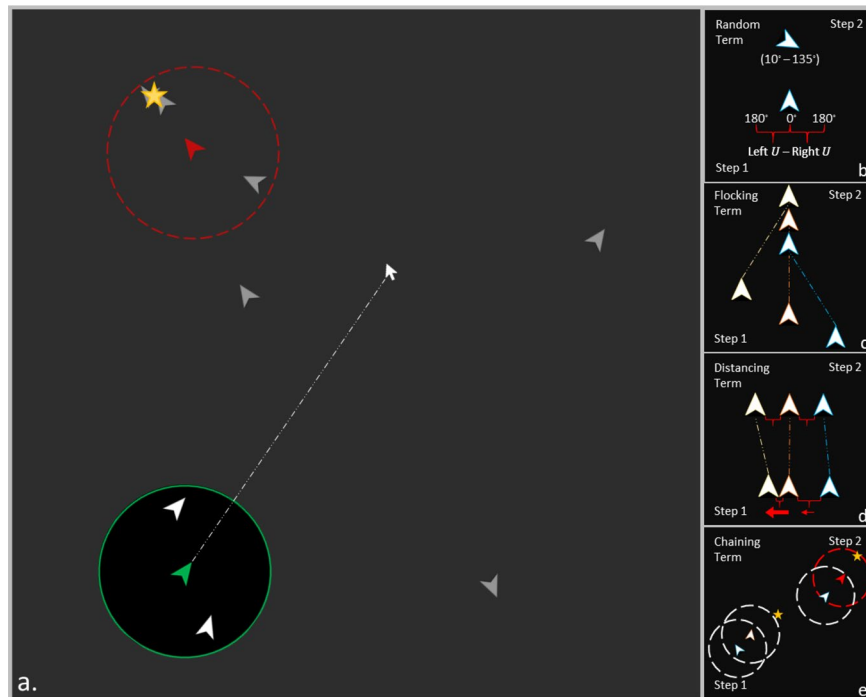 a.
Random Step 2
Term
(10° – 135°)
180° 0° 180°
Left U – Right U
Step 1
b
Flocking Step 2
Term
Step 1
c
Distancing Step 2
Term
Step 1
d
Chaining Step 2
Term
Step 1
e